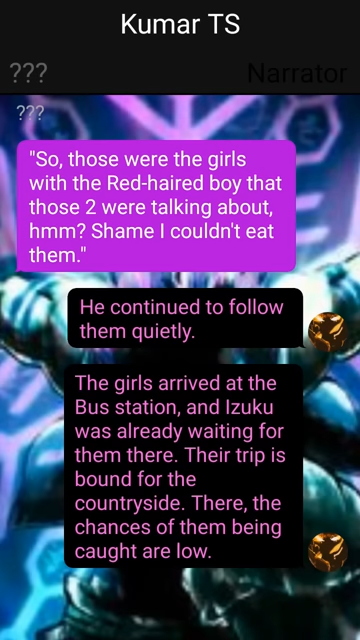 Kumar TS
???
Narrator
???
"So, those were the girls
with the Red-haired boy that
those 2 were talking about,
hmm? Shame I couldn't eat
them."
He continued to follow
them quietly.
The girls arrived at the
Bus station, and Izuku
was already waiting for
them there. Their trip is
bound for the
countryside. There, the
chances of them being
caught are low.